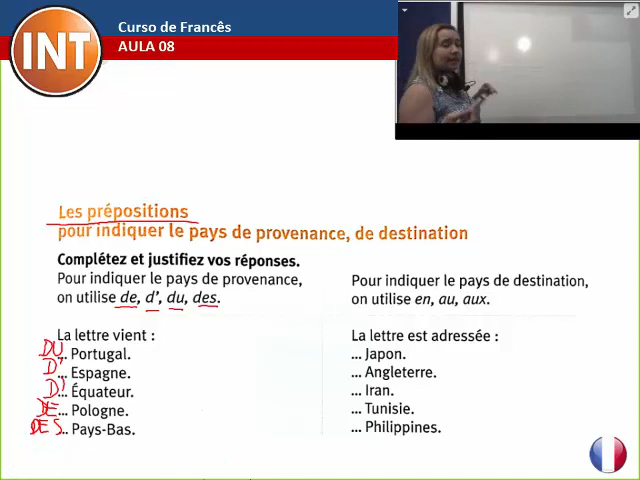 INT
Curso de Francês
AULA 08
Les prépositions
pour indiquer le pays de provenance, de destination
Complétez et justifiez vos réponses.
Pour indiquer le pays de provenance,
on utilise de, d', du, des.
La lettre vient :
DU ... Portugal.
D' ... Espagne.
D' ... Équateur.
DE ... Pologne.
DES ... Pays-Bas.
Pour indiquer le pays de destination,
on utilise en, au, aux.
La lettre est adressée :
... Japon.
... Angleterre.
... Iran.
... Tunisie.
... Philippines.